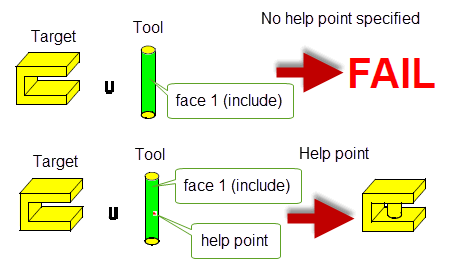 No help point specified
Target
Tool
FAIL
u
face 1 (include)
Target
Tool
Help point
face 1 (include)
u
help point